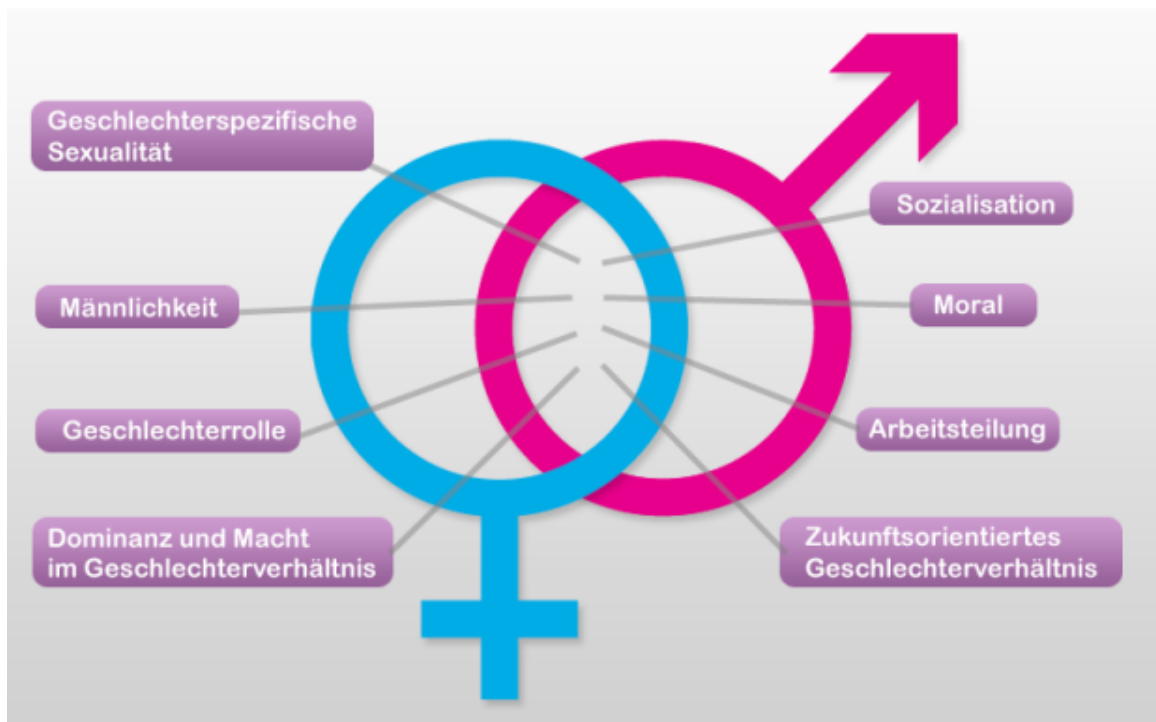 Geschlechterspezifische
Sexualität
Sozialisation
Männlichkeit
Moral
Geschlechterrolle
Arbeitsteilung
Dominanz und Macht
im Geschlechterverhältnis
Zukunftsorientiertes
Geschlechterverhältnis